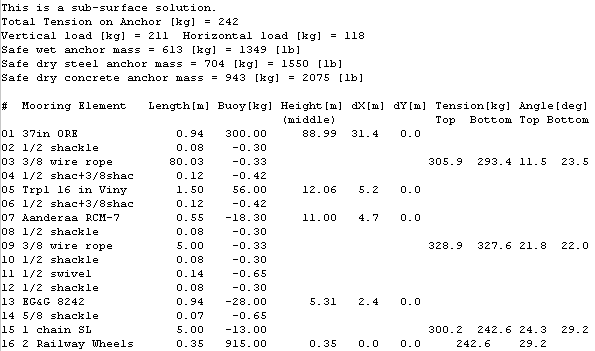 This is a sub-surface solution.
Total Tension on Anchor [kg] = 242
Vertical load [kg] = 211  Horizontal load [kg] = 118
Safe wet anchor mass = 613 [kg] = 1349 [lb]
Safe dry steel anchor mass = 704 [kg] = 1550 [lb]
Safe dry concrete anchor mass = 943 [kg] = 2075 [lb]
#  Mooring Element  Length[m] Buoy[kg] Height[m] dX[m] dY[m] Tension[kg] Angle[deg]
(middle)  Top  Bottom Top Bottom
01 37in ORE  0.94  300.00  88.99  31.4  0.0
02 1/2 shackle  0.08  -0.30
03 3/8 wire rope  80.03  -0.33  305.9  293.4 11.5  23.5
04 1/2 shac+3/8shac  0.12  -0.42
05 Trpl 16 in Viny  1.50  56.00  12.06  5.2  0.0
06 1/2 shac+3/8shac  0.12  -0.42
07 Aanderaa RCM-7  0.55  -18.30  11.00  4.7  0.0
08 1/2 shackle  0.08  -0.30
09 3/8 wire rope  5.00  -0.33  328.9  327.6 21.8  22.0
10 1/2 shackle  0.08  -0.30
11 1/2 swivel  0.14  -0.65
12 1/2 shackle  0.08  -0.30
13 EG&G 8242  0.94  -28.00  5.31  2.4  0.0
14 5/8 shackle  0.07  -0.65
15 1 chain SL  5.00  -13.00  300.2  242.6 24.3  29.2
16 2 Railway Wheels  0.35  915.00  0.35  0.0  0.0  242.6  29.2